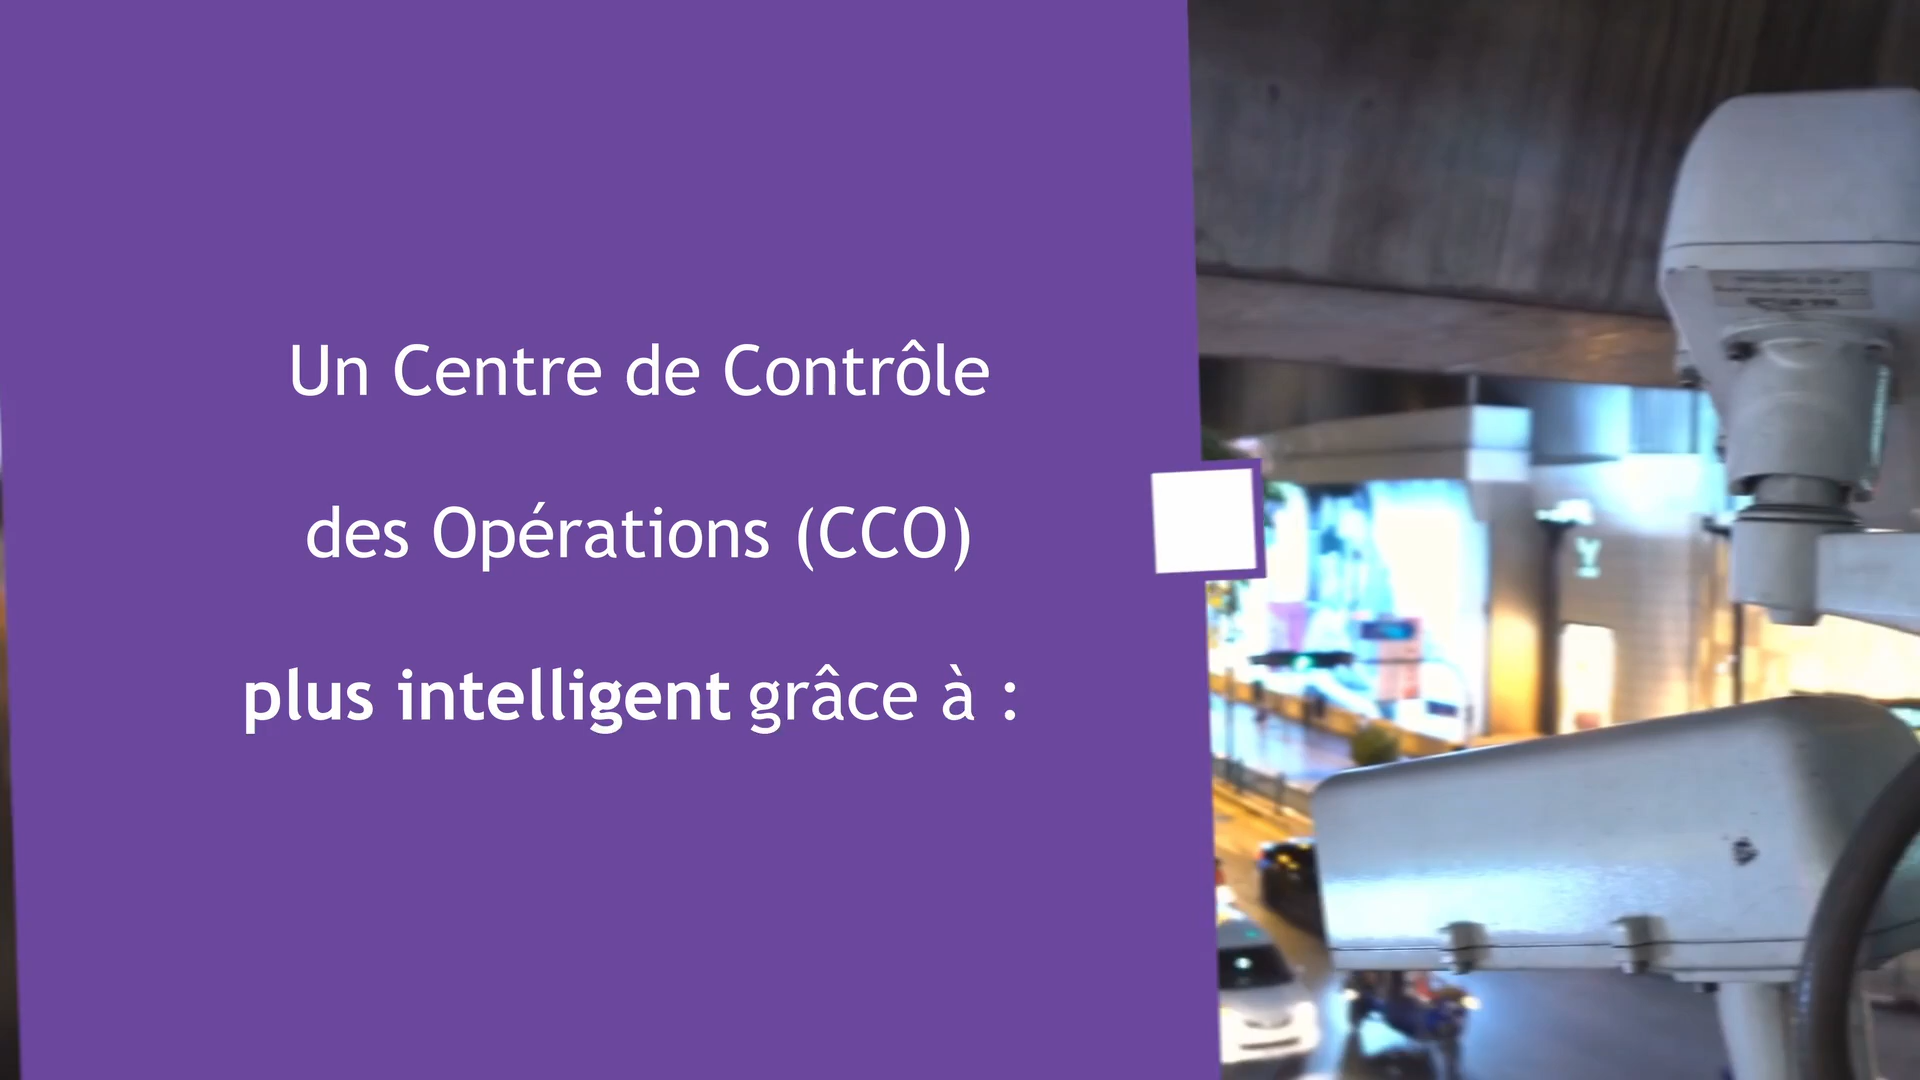 Un Centre de Contrôle
des Opérations (CCO)
plus intelligent grâce à :